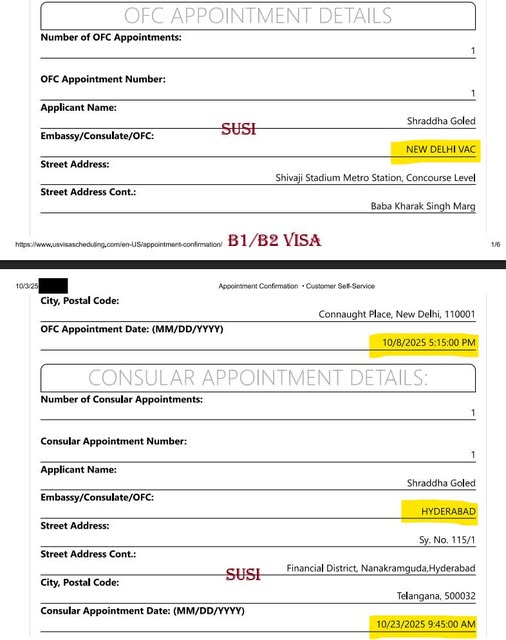 OFC APPOINTMENT DETAILS
Number of OFC Appointments:
1
OFC Appointment Number:
1
Applicant Name:
Shraddha Goled
SUSI
Embassy/Consulate/OFC:
NEW DELHI VAC
Street Address:
Shivaji Stadium Metro Station, Concourse Level
Street Address Cont.:
Baba Kharak Singh Marg
https://www.usvisascheduling.com/en-US/appointment-confirmation/ B1/B2 VISA 1/6
10/3/25 Appointment Confirmation • Customer Self-Service
City, Postal Code:
Connaught Place, New Delhi, 110001
OFC Appointment Date: (MM/DD/YYYY)
10/8/2025 5:15:00 PM
CONSULAR APPOINTMENT DETAILS:
Number of Consular Appointments:
1
Consular Appointment Number:
1
Applicant Name:
Shraddha Goled
Embassy/Consulate/OFC:
HYDERABAD
Street Address:
Sy. No. 115/1
Street Address Cont.:
Financial District, Nanakramguda,Hyderabad
SUSI
City, Postal Code:
Telangana, 500032
Consular Appointment Date: (MM/DD/YYYY)
10/23/2025 9:45:00 AM